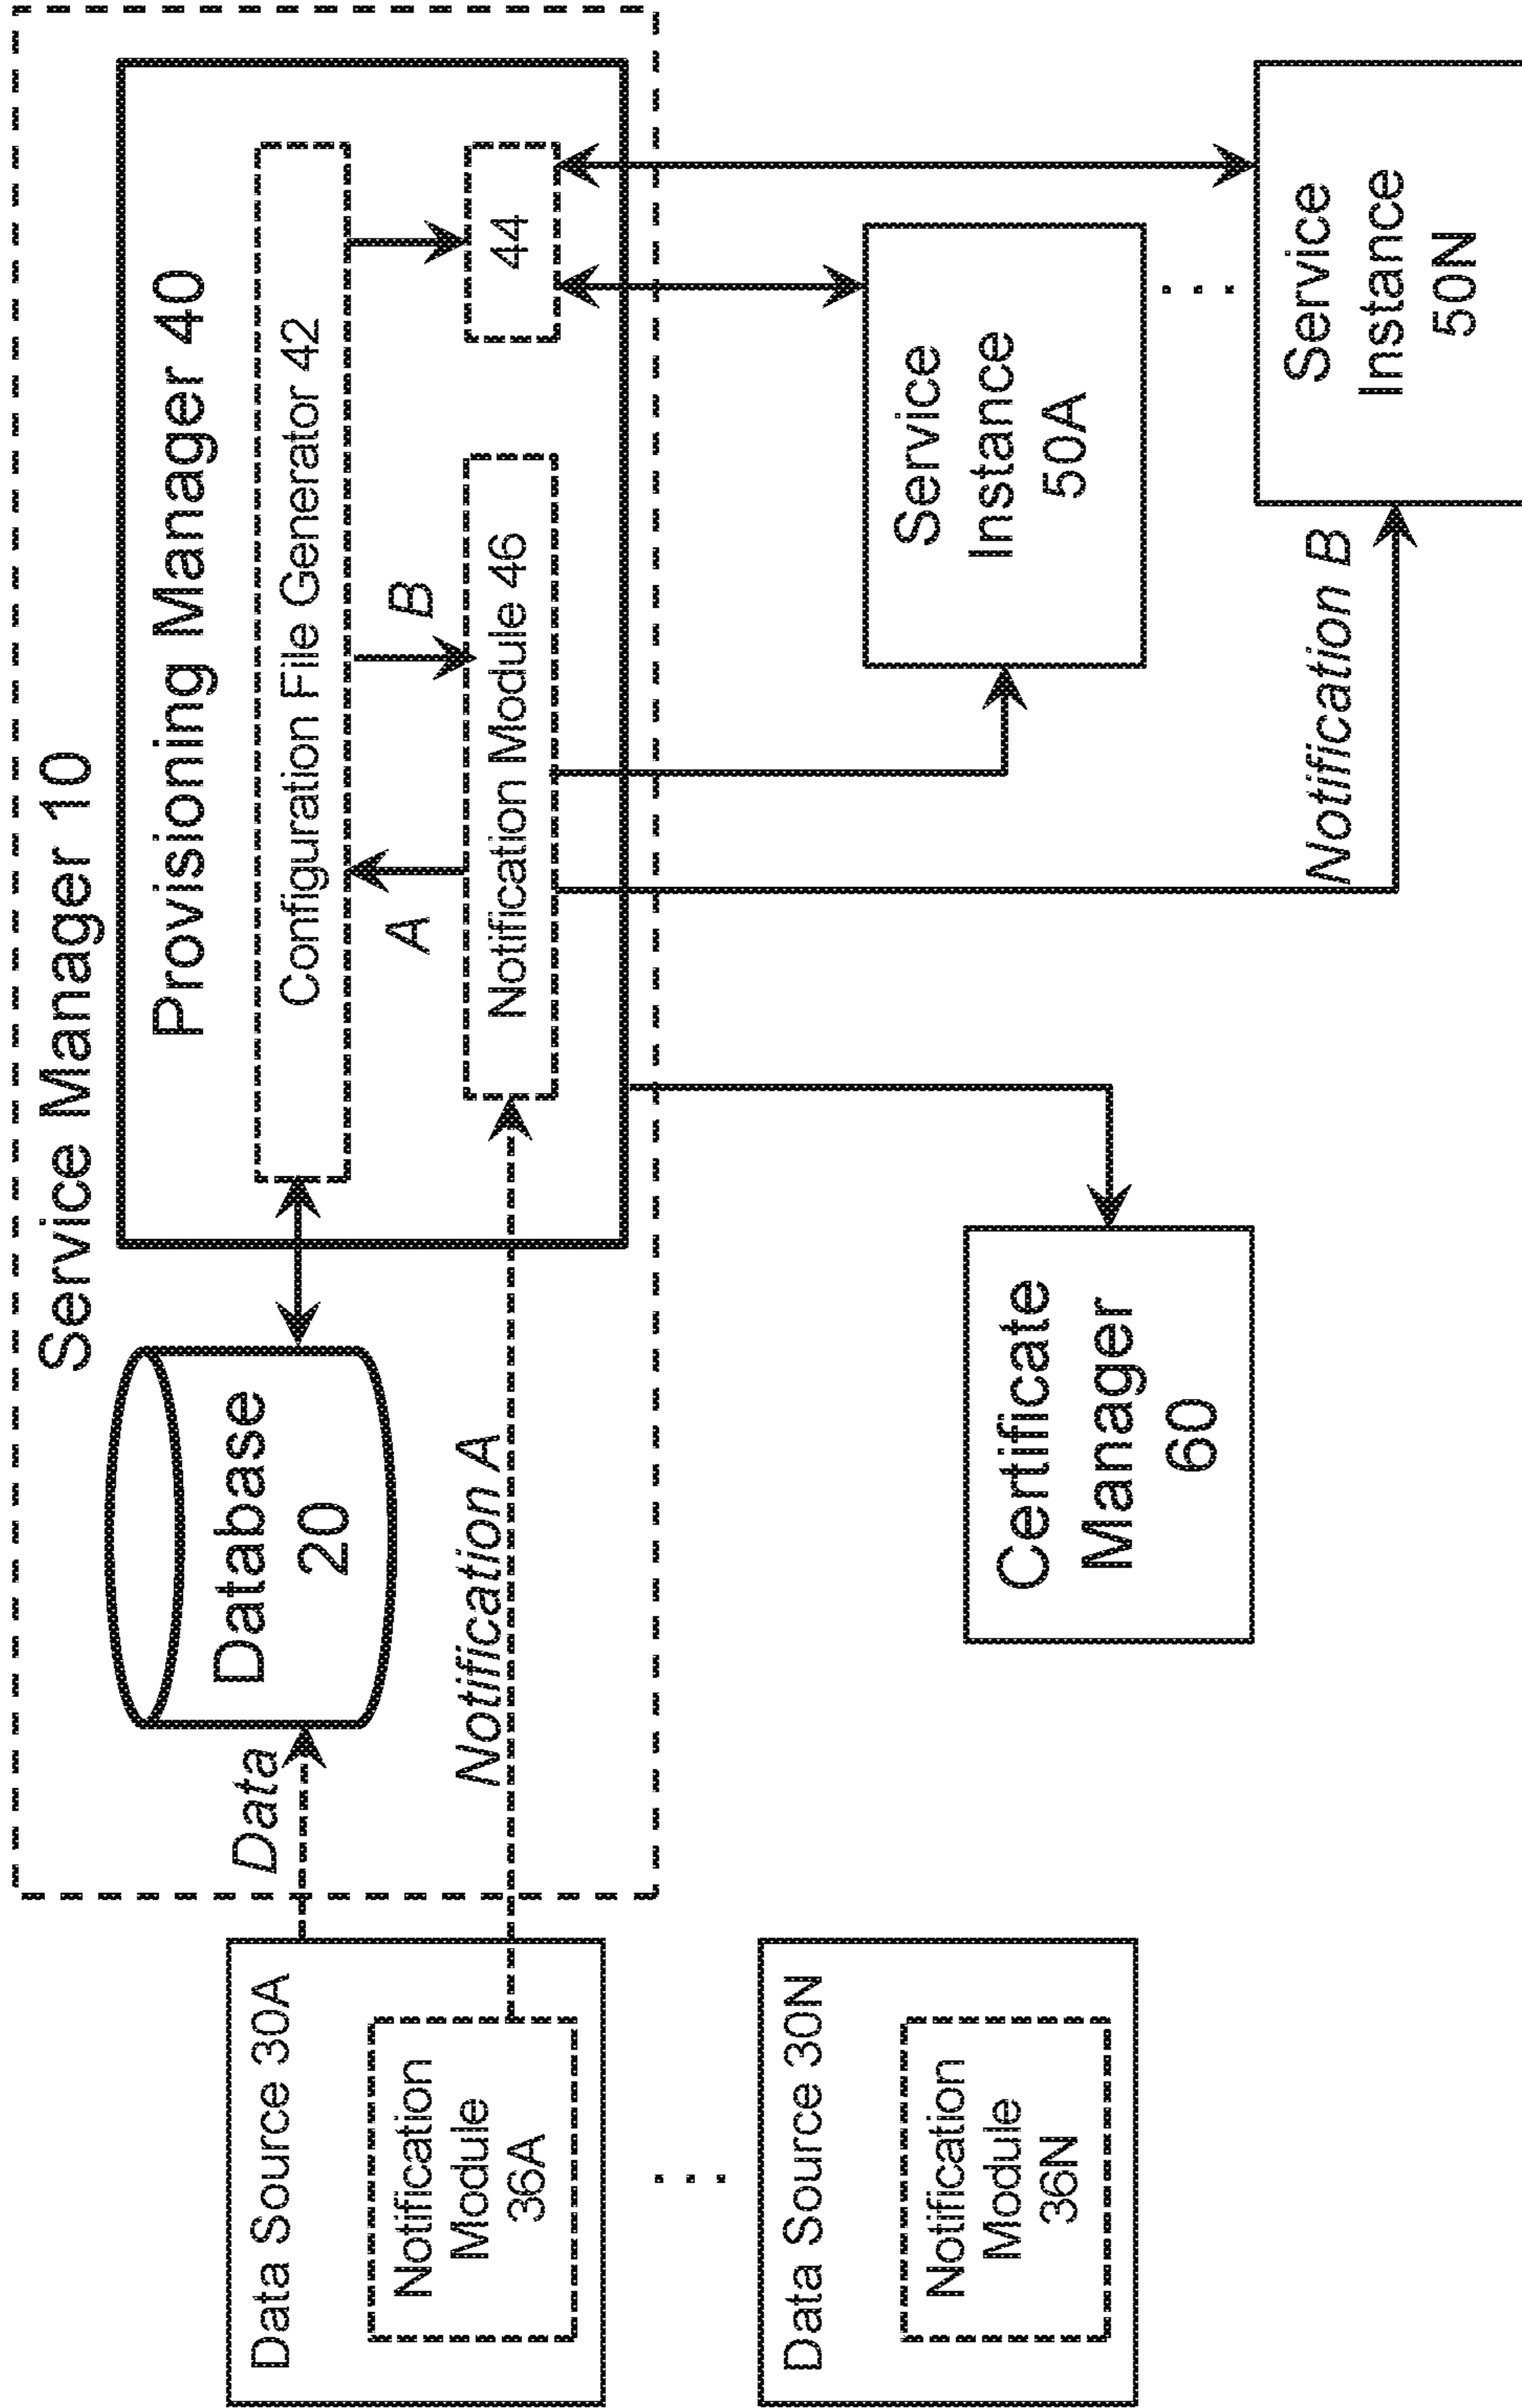 Service Manager 10
Provisioning Manager 40
Configuration File Generator 42
A
B
Notification Module 46
44
Database
20
Data
Notification A
Data Source 30A
Notification
Module
36A
Data Source 30N
Notification
Module
36N
Certificate
Manager
60
Service
Instance
50A
Notification B
Service
Instance
50N